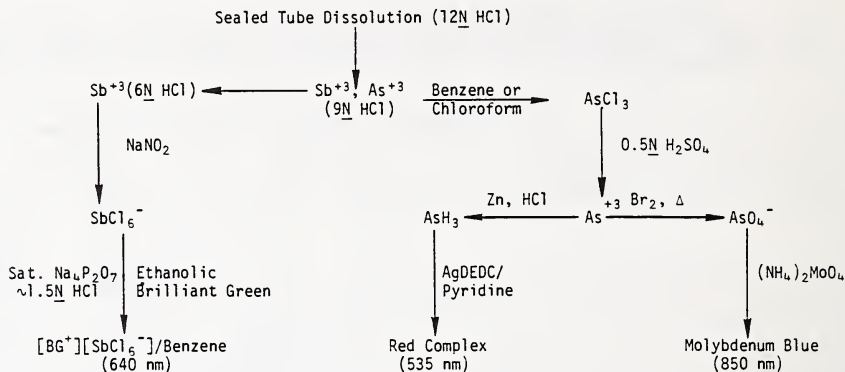 Sealed Tube Dissolution (12N HCl)
Sb+3(6N HCl)
Sb+3, As+3
(9N HCl)
Benzene or
Chloroform
AsCl3
NaNO2
0.5N H2SO4
SbCl6-
Zn, HCl
AsH3
As+3
Br2, Δ
AsO4-
Sat. Na4P2O7
~1.5N HCl
Ethanolic
Brilliant Green
AgDEDC/
Pyridine
(NH4)2MoO4
[BG+][SbCl6-]/Benzene
(640 nm)
Red Complex
(535 nm)
Molybdenum Blue
(850 nm)